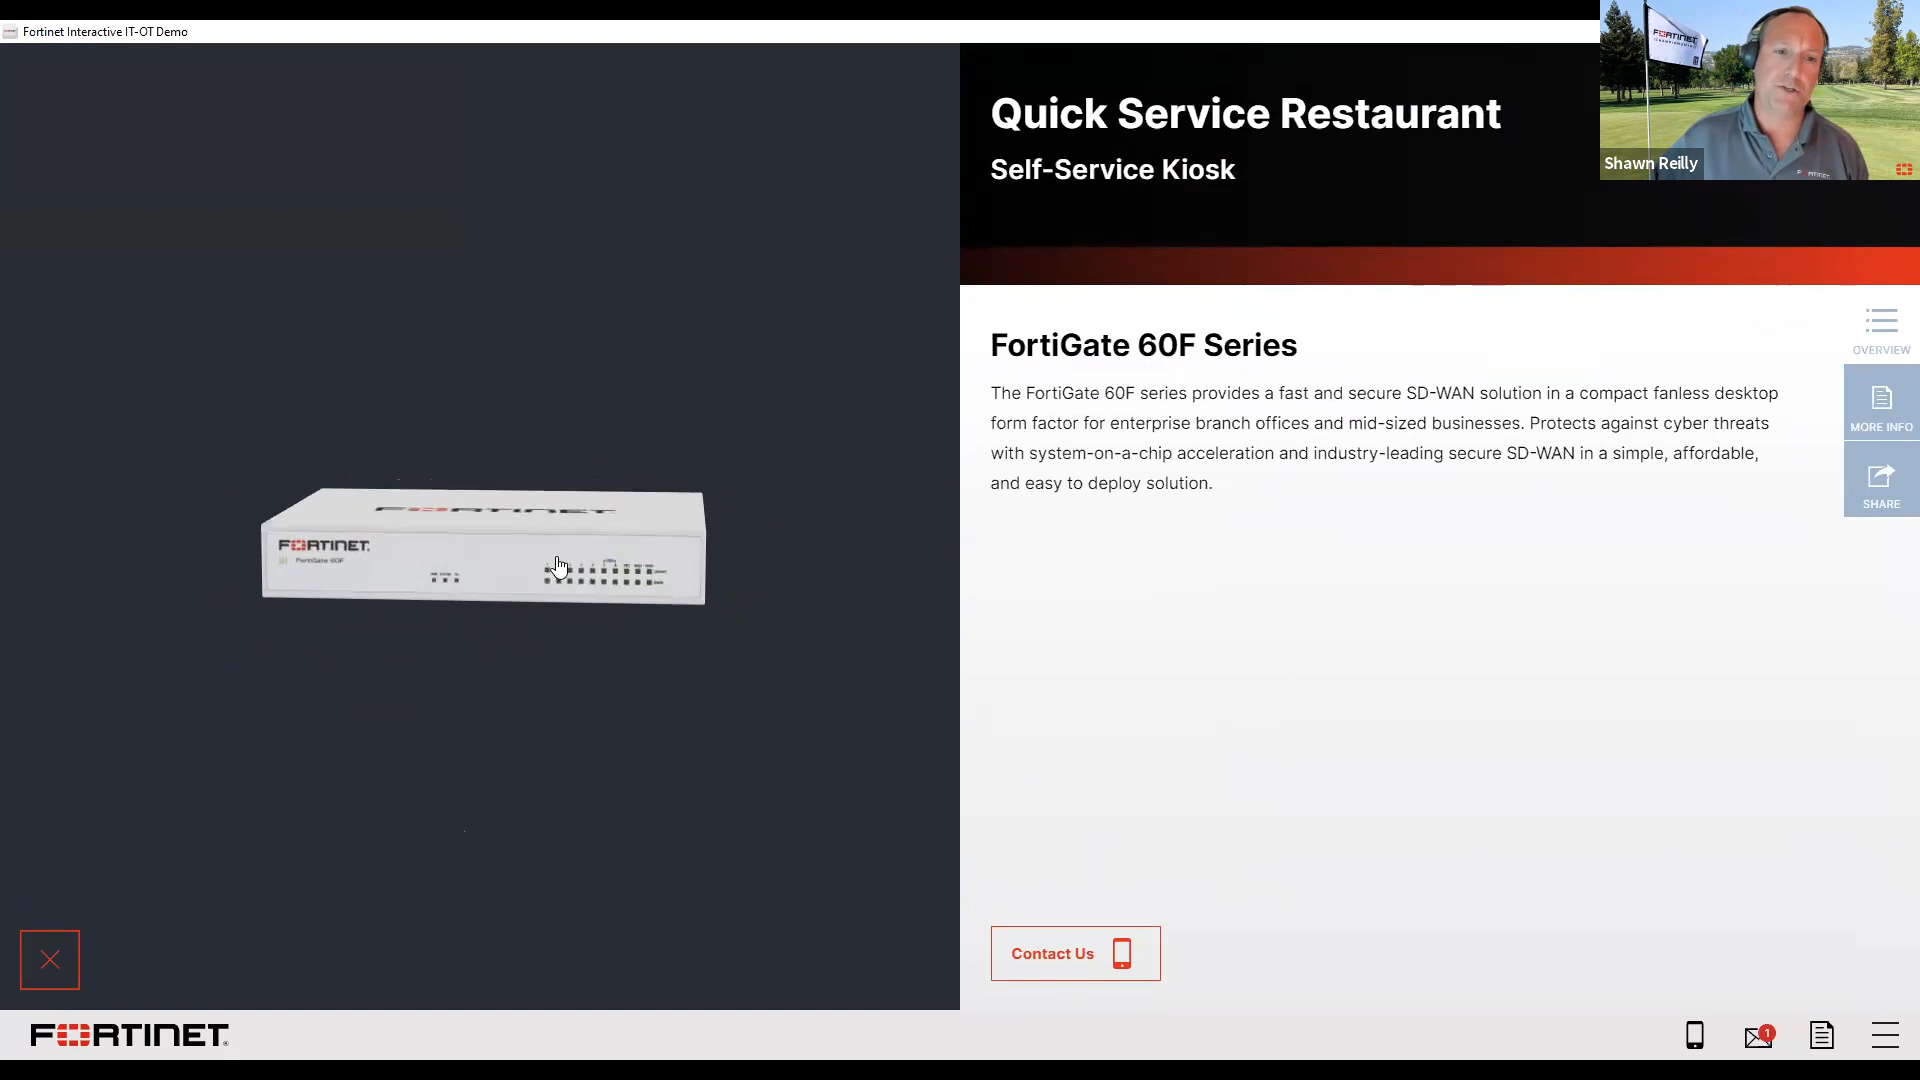 Fortinet Interactive IT-OT Demo
Quick Service Restaurant
Self-Service Kiosk
FORTINET
Shawn Reilly
FORTINET
FortiGate 60F Series
The FortiGate 60F series provides a fast and secure SD-WAN solution in a compact fanless desktop
form factor for enterprise branch offices and mid-sized businesses. Protects against cyber threats
with system-on-a-chip acceleration and industry-leading secure SD-WAN in a simple, affordable,
and easy to deploy solution.
OVERVIEW
MORE INFO
SHARE
FORTINET
FORTINET
FortiGate 60F
Contact Us
FORTINET
1